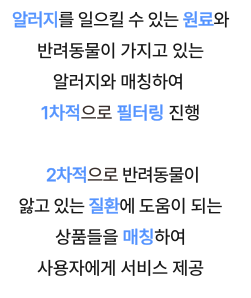 알러지를 일으킬 수 있는 원료와
반려동물이 가지고 있는
알러지와 매칭하여
1차적으로 필터링 진행
2차적으로 반려동물이
앓고 있는 질환에 도움이 되는
상품들을 매칭하여
사용자에게 서비스 제공